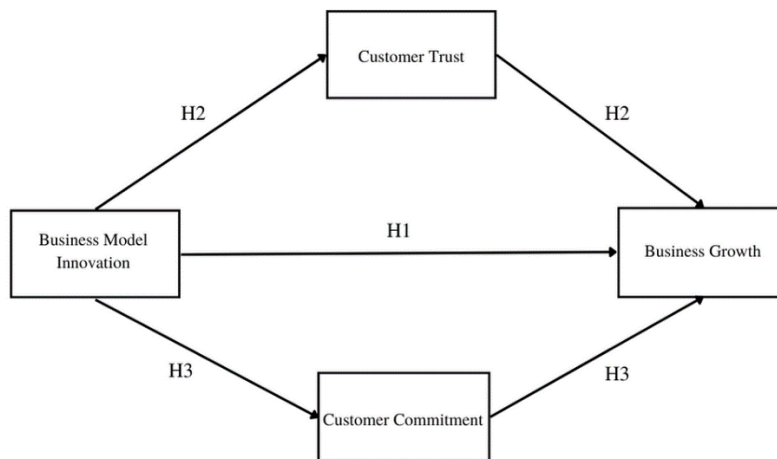 Customer Trust
H2
H2
H1
Business Model
Innovation
Business Growth
H3
H3
Customer Commitment